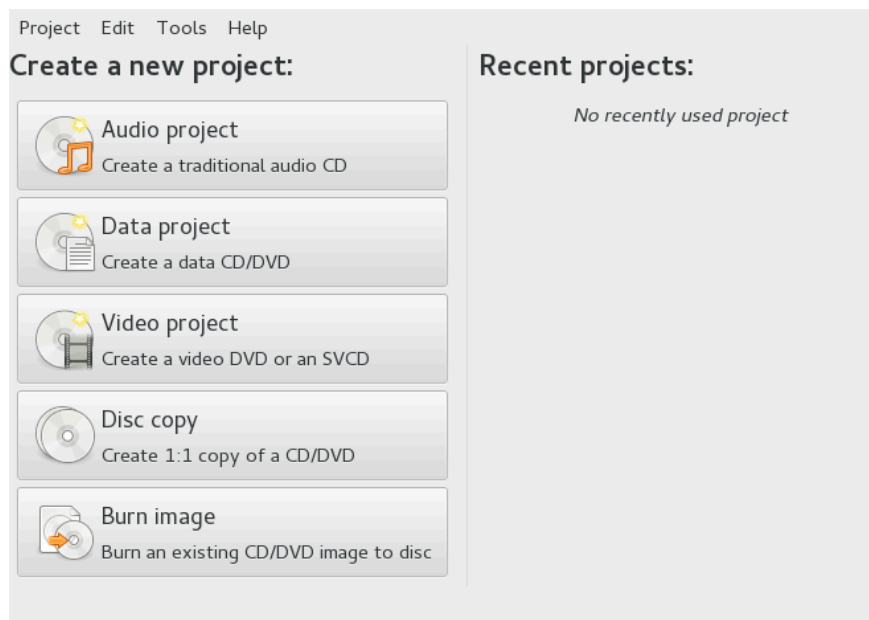 Project Edit Tools Help
Create a new project:
Audio project
Create a traditional audio CD
Data project
Create a data CD/DVD
Video project
Create a video DVD or an SVCD
Disc copy
Create 1:1 copy of a CD/DVD
Burn image
Burn an existing CD/DVD image to disc
Recent projects:
No recently used project